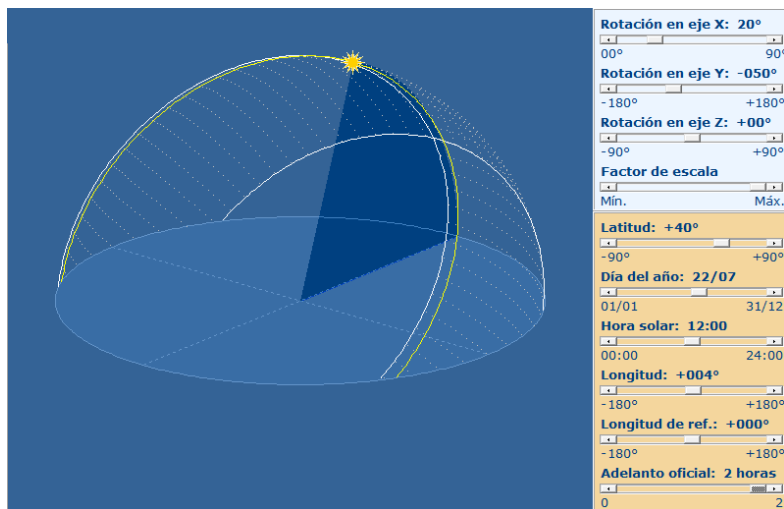 Rotación en eje X: 20°
00° 90°
Rotación en eje Y: -050°
-180° +180°
Rotación en eje Z: +00°
-90° +90°
Factor de escala
Mín. Máx.
Latitud: +40°
-90° +90°
Día del año: 22/07
01/01 31/12
Hora solar: 12:00
00:00 24:00
Longitud: +004°
-180° +180°
Longitud de ref.: +000°
-180° +180°
Adelanto oficial: 2 horas
0 2